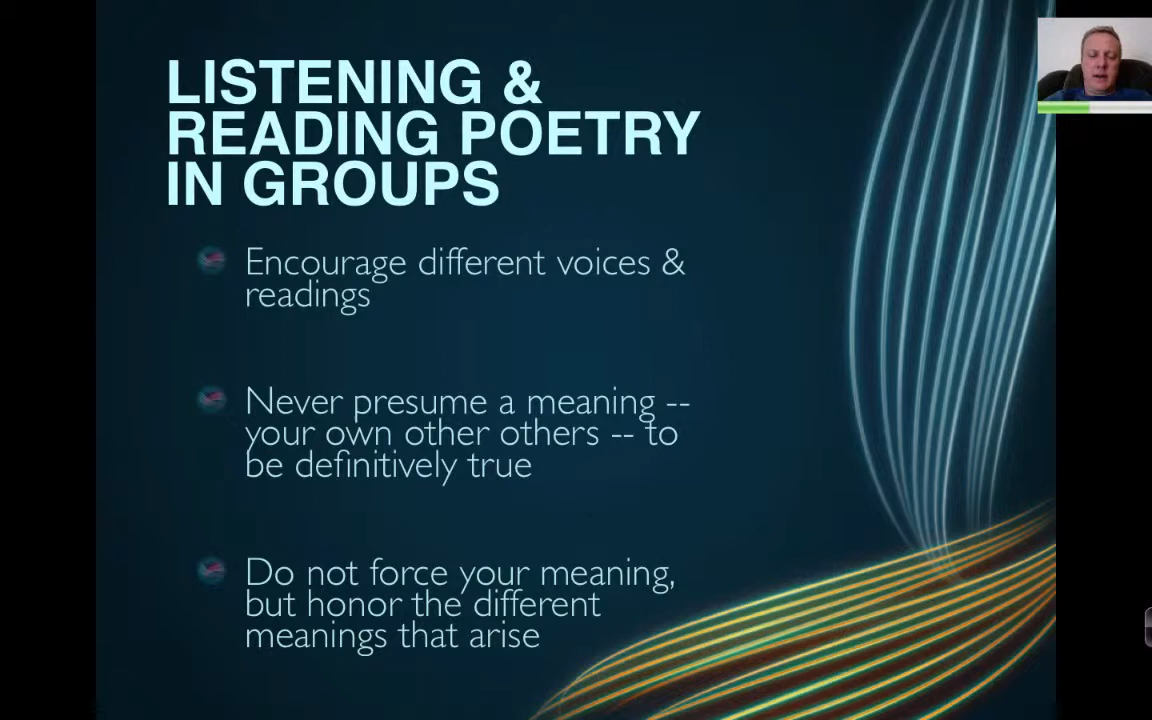 LISTENING &
READING POETRY
IN GROUPS
Encourage different voices &
readings
Never presume a meaning --
your own other others -- to
be definitively true
Do not force your meaning,
but honor the different
meanings that arise